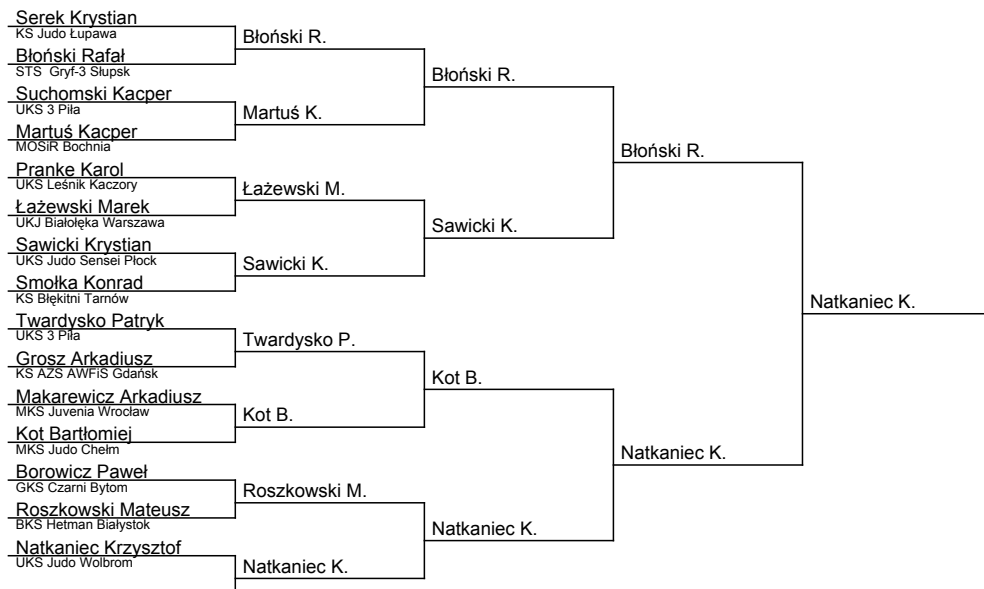 Serek Krystian
KS Judo Łupawa
Błoński Rafał
STS Gryf-3 Słupsk
Suchomski Kacper
UKS 3 Piła
Martuś Kacper
MOSiR Bochnia
Pranke Karol
UKS Leśnik Kaczory
Łażewski Marek
UKJ Białołęka Warszawa
Sawicki Krystian
UKS Judo Sensei Płock
Smołka Konrad
KS Błękitni Tarnów
Twardysko Patryk
UKS 3 Piła
Grosz Arkadiusz
KS AZS AWFiS Gdańsk
Makarewicz Arkadiusz
MKS Juvenia Wrocław
Kot Bartłomiej
MKS Judo Chełm
Borowicz Paweł
GKS Czarni Bytom
Roszkowski Mateusz
BKS Hetman Białystok
Natkaniec Krzysztof
UKS Judo Wolbrom
Błoński R.
Martuś K.
Łażewski M.
Sawicki K.
Twardysko P.
Kot B.
Roszkowski M.
Natkaniec K.
Błoński R.
Sawicki K.
Kot B.
Natkaniec K.
Błoński R.
Natkaniec K.
Natkaniec K.